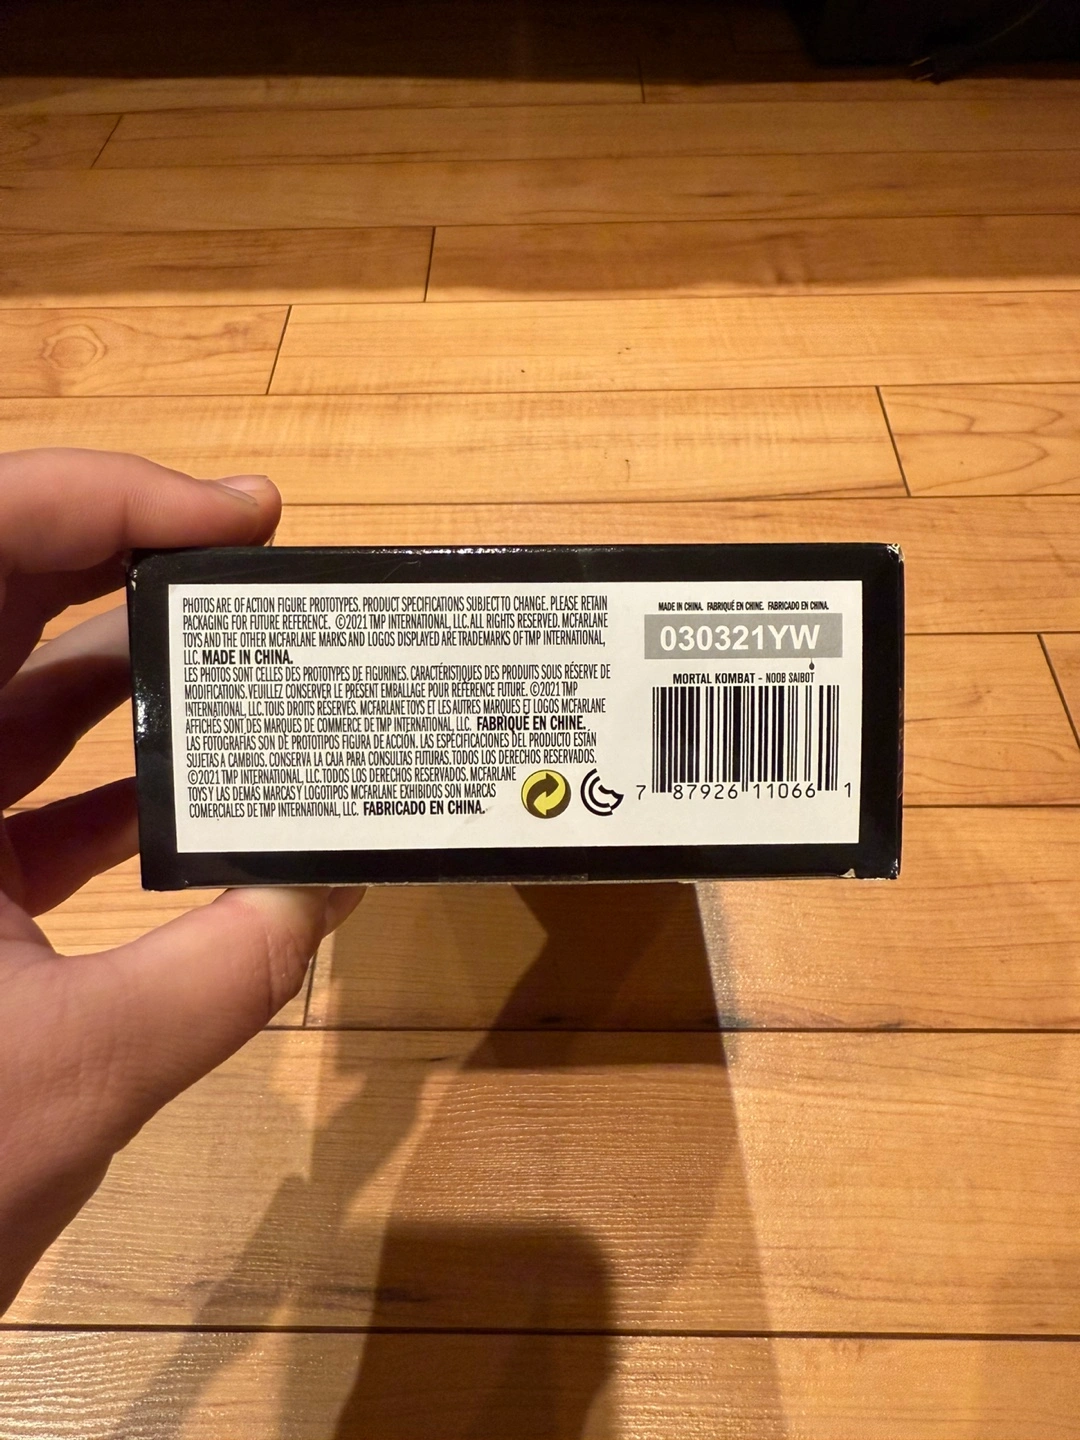 PHOTOS ARE OF ACTION FIGURE PROTOTYPES. PRODUCT SPECIFICATIONS SUBJECT TO CHANGE. PLEASE RETAIN
PACKAGING FOR FUTURE REFERENCE. ©2021 TMP INTERNATIONAL, LLC. ALL RIGHTS RESERVED. MCFARLANE
TOYS AND THE OTHER MCFARLANE MARKS AND LOGOS DISPLAYED ARE TRADEMARKS OF TMP INTERNATIONAL,
LLC. MADE IN CHINA.
LES PHOTOS SONT CELLES DES PROTOTYPES DE FIGURINES. CARACTÉRISTIQUES DES PRODUITS SOUS RÉSERVE DE
MODIFICATIONS. VEUILLEZ CONSERVER LE PRÉSENT EMBALLAGE POUR RÉFÉRENCE FUTURE. ©2021 TMP
INTERNATIONAL, LLC. TOUS DROITS RESERVÉS. MCFARLANE TOYS ET LES AUTRES MARQUES ET LOGOS MCFARLANE
AFFICHÉS SONT DES MARQUES DE COMMERCE DE TMP INTERNATIONAL, LLC. FABRIQUÉ EN CHINE.
LAS FOTOGRAFÍAS SON DE PROTOTIPOS FIGURA DE ACCIÓN. LAS ESPECIFICACIONES DEL PRODUCTO ESTÁN
SUJETAS A CAMBIOS. CONSERVA LA CAJA PARA CONSULTAS FUTURAS. TODOS LOS DERECHOS RESERVADOS.
©2021 TMP INTERNATIONAL, LLC. TODOS LOS DERECHOS RESERVADOS. MCFARLANE
TOYS Y LAS DEMÁS MARCAS Y LOGOTIPOS MCFARLANE EXHIBIDOS SON MARCAS
COMERCIALES DE TMP INTERNATIONAL, LLC. FABRICADO EN CHINA.
MADE IN CHINA. FABRIQUÉ EN CHINE. FABRICADO EN CHINA.
030321YW
MORTAL KOMBAT - NOOB SAIBOT
7 87926 11066 1